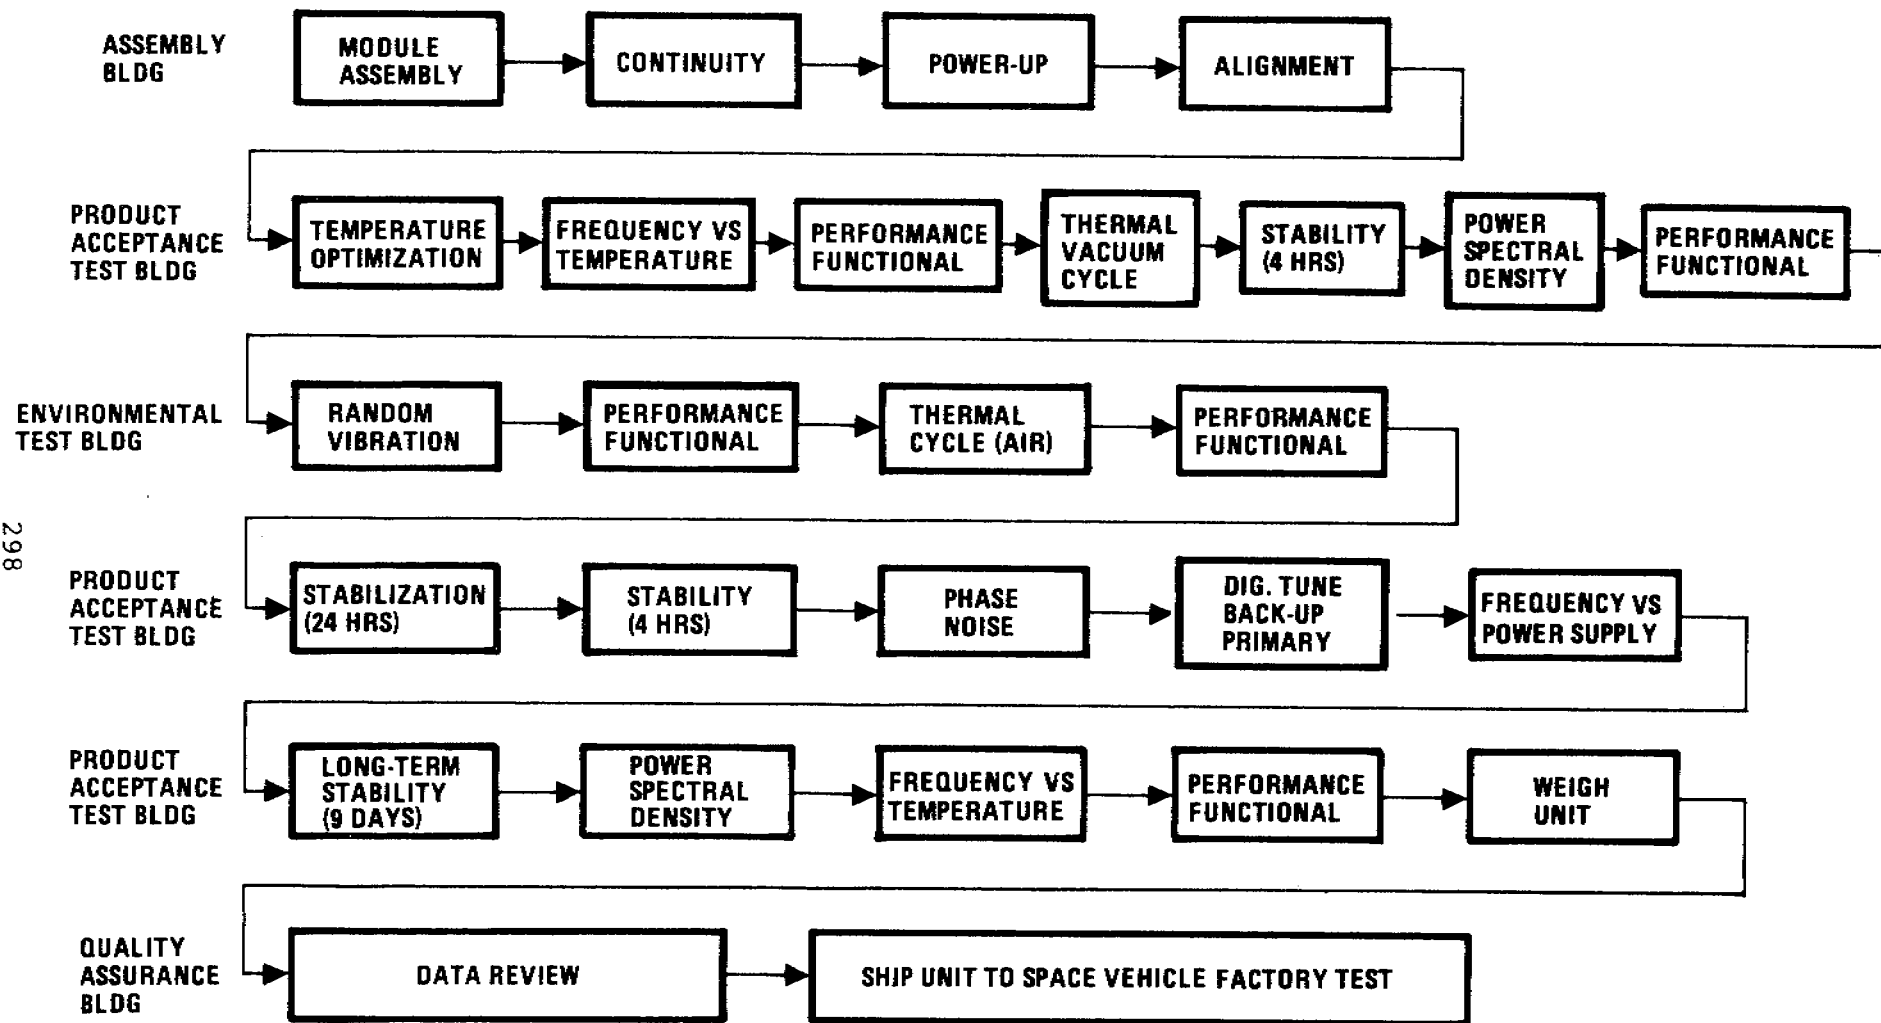 ASSEMBLY
BLDG
MODULE
ASSEMBLY
CONTINUITY
POWER-UP
ALIGNMENT
PRODUCT
ACCEPTANCE
TEST BLDG
TEMPERATURE
OPTIMIZATION
FREQUENCY VS
TEMPERATURE
PERFORMANCE
FUNCTIONAL
THERMAL
VACUUM
CYCLE
STABILITY
(4 HRS)
POWER
SPECTRAL
DENSITY
PERFORMANCE
FUNCTIONAL
ENVIRONMENTAL
TEST BLDG
RANDOM
VIBRATION
PERFORMANCE
FUNCTIONAL
THERMAL
CYCLE (AIR)
PERFORMANCE
FUNCTIONAL
298
PRODUCT
ACCEPTANCE
TEST BLDG
STABILIZATION
(24 HRS)
STABILITY
(4 HRS)
PHASE
NOISE
DIG. TUNE
BACK-UP
PRIMARY
FREQUENCY VS
POWER SUPPLY
PRODUCT
ACCEPTANCE
TEST BLDG
LONG-TERM
STABILITY
(9 DAYS)
POWER
SPECTRAL
DENSITY
FREQUENCY VS
TEMPERATURE
PERFORMANCE
FUNCTIONAL
WEIGH
UNIT
QUALITY
ASSURANCE
BLDG
DATA REVIEW
SHIP UNIT TO SPACE VEHICLE FACTORY TEST